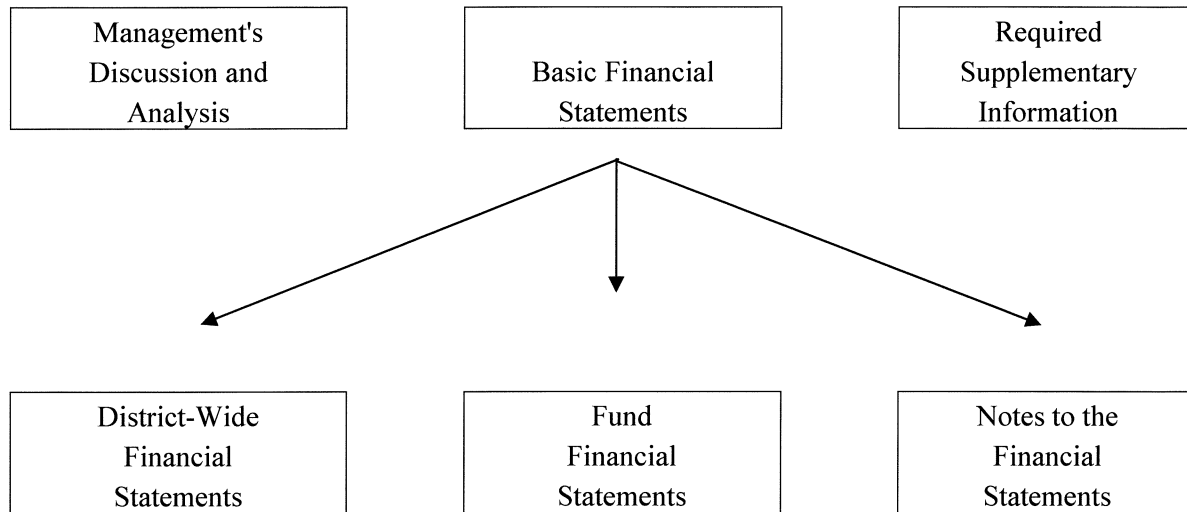 Management's
Discussion and
Analysis
Basic Financial
Statements
Required
Supplementary
Information
District-Wide
Financial
Statements
Fund
Financial
Statements
Notes to the
Financial
Statements